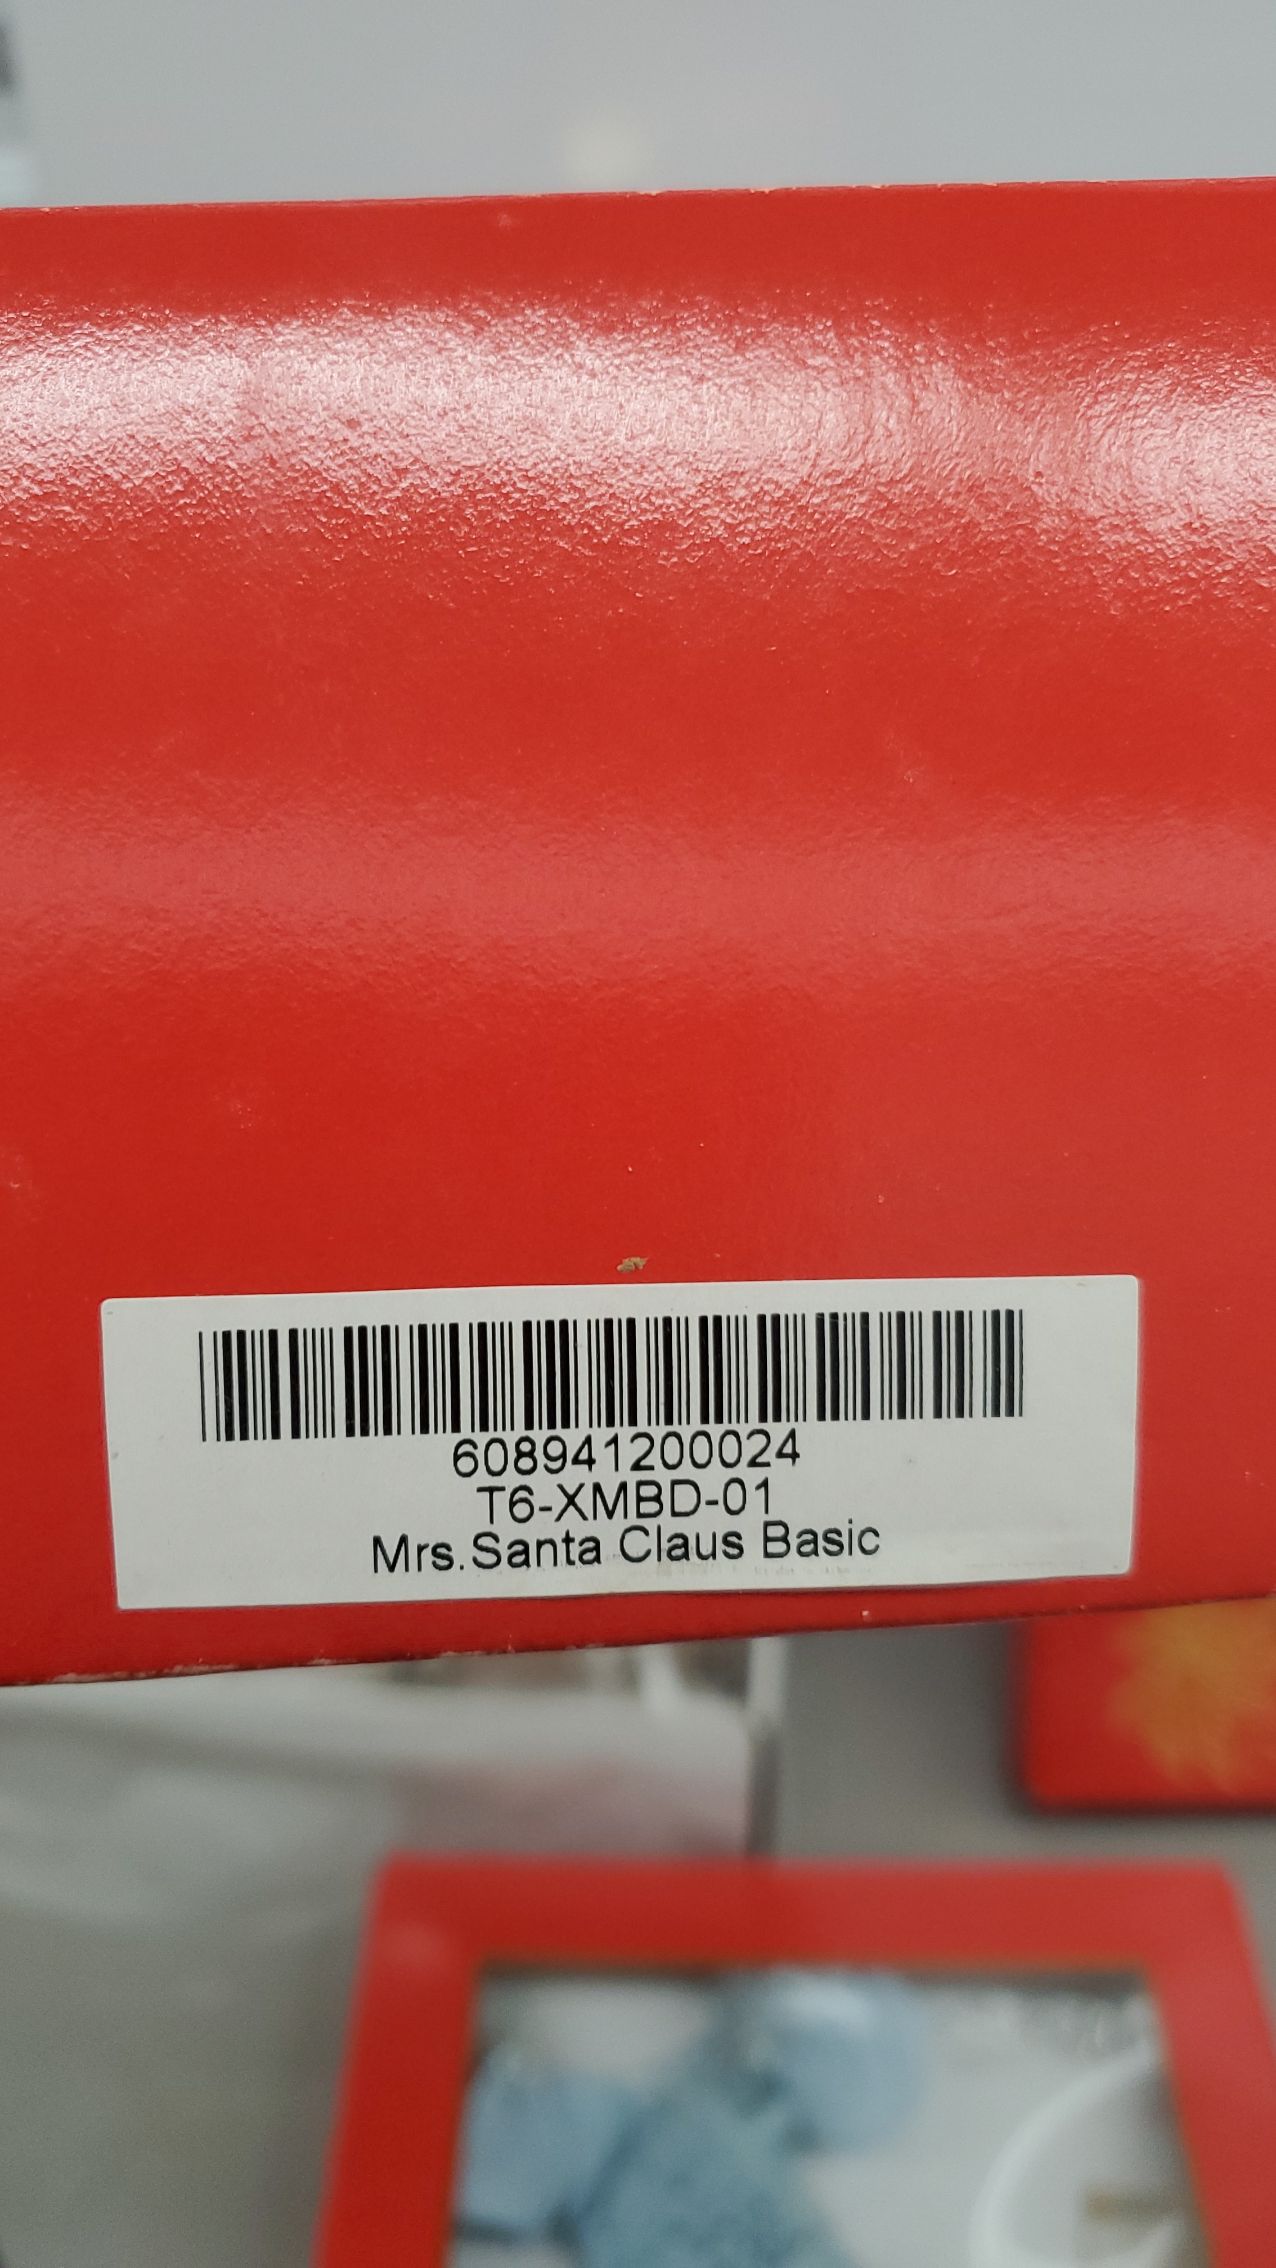 608941200024
T6-XMBD-01
Mrs.Santa Claus Basic